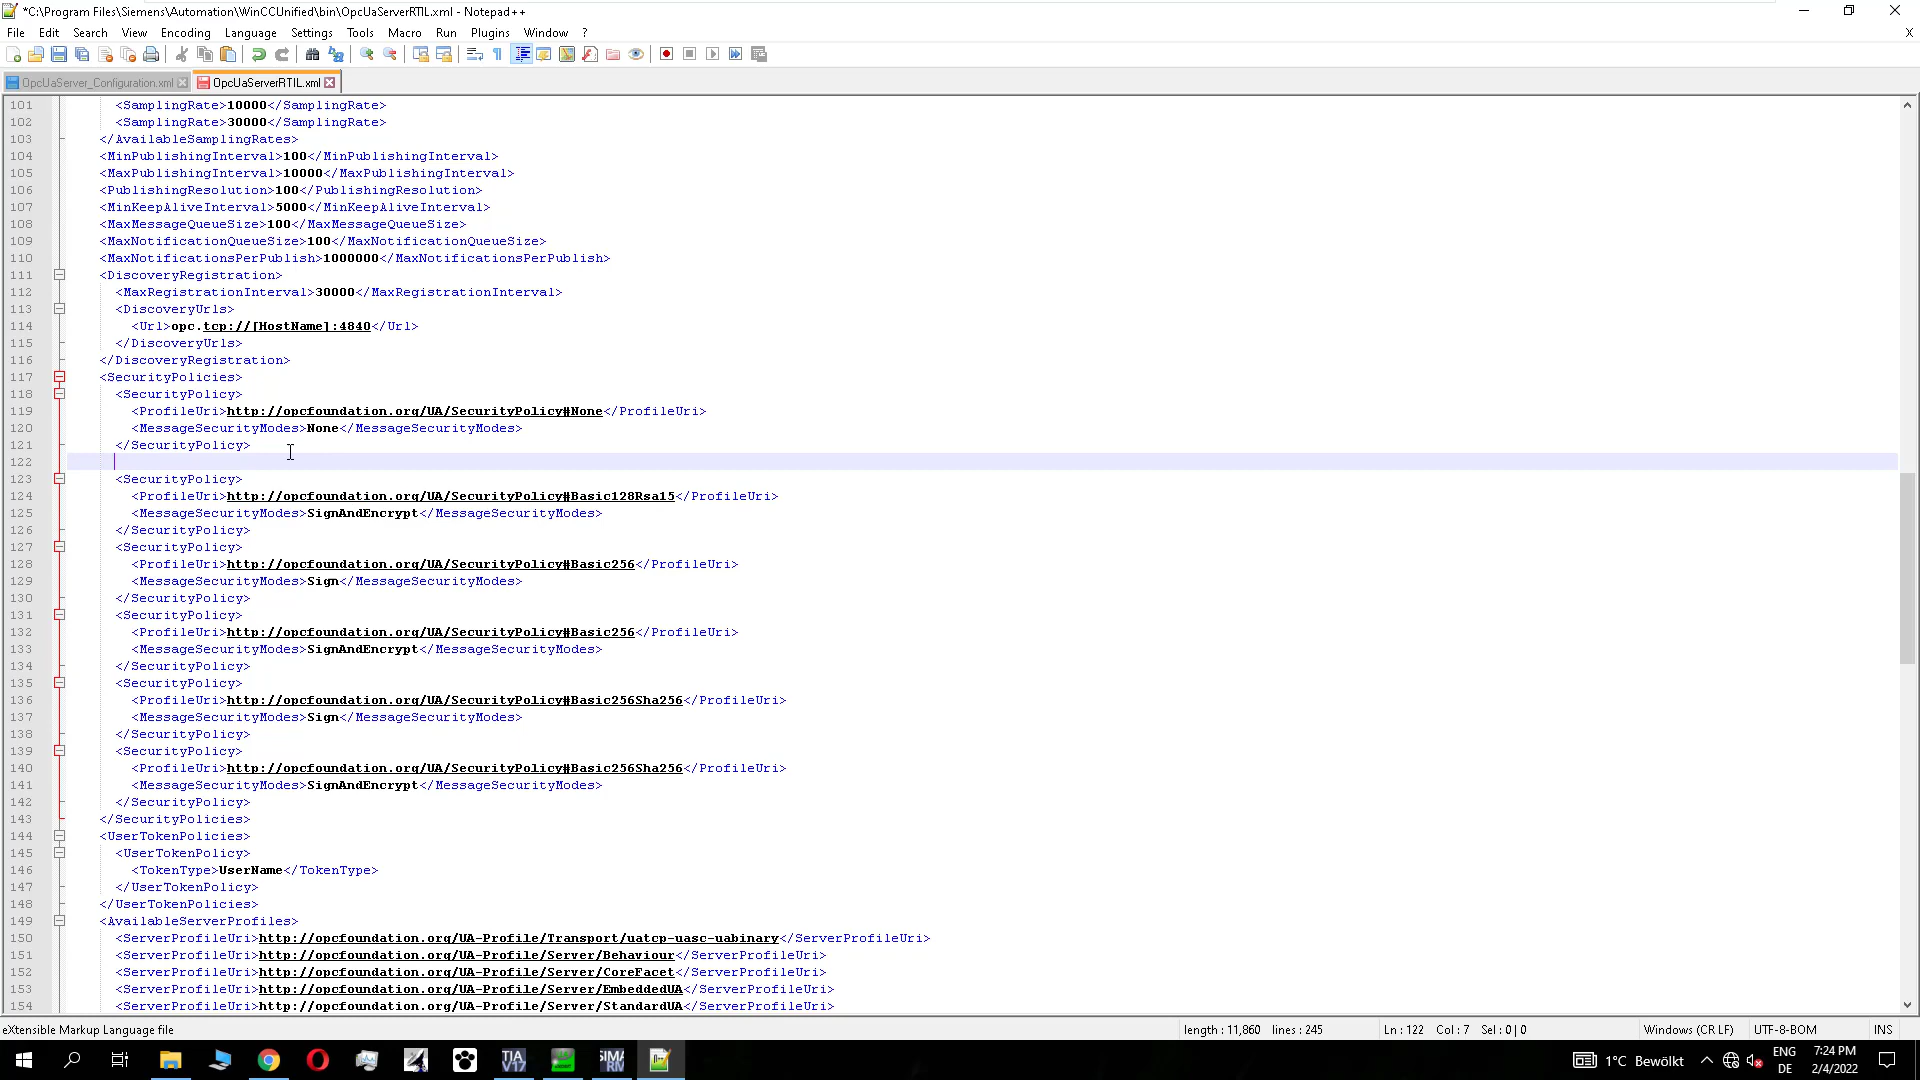 *C:\Program Files\Siemens\Automation\WinCCUnified\bin\OpcUaServerRTIL.xml - Notepad++
File Edit Search View Encoding Language Settings Tools Macro Run Plugins Window ? X
OpcUaServer_Configuration.xml OpcUaServerRTIL.xml
101 <SamplingRate>10000</SamplingRate>
102 <SamplingRate>30000</SamplingRate>
103 </AvailableSamplingRates>
104 <MinPublishingInterval>100</MinPublishingInterval>
105 <MaxPublishingInterval>10000</MaxPublishingInterval>
106 <PublishingResolution>100</PublishingResolution>
107 <MinKeepAliveInterval>5000</MinKeepAliveInterval>
108 <MaxMessageQueueSize>100</MaxMessageQueueSize>
109 <MaxNotificationQueueSize>100</MaxNotificationQueueSize>
110 <MaxNotificationsPerPublish>1000000</MaxNotificationsPerPublish>
111 <DiscoveryRegistration>
112 <MaxRegistrationInterval>30000</MaxRegistrationInterval>
113 <DiscoveryUrls>
114 <Url>opc.tcp://[HostName]:4840</Url>
115 </DiscoveryUrls>
116 </DiscoveryRegistration>
117 <SecurityPolicies>
118 <SecurityPolicy>
119 <ProfileUri>http://opcfoundation.org/UA/SecurityPolicy#None</ProfileUri>
120 <MessageSecurityModes>None</MessageSecurityModes>
121 </SecurityPolicy>
122
123 <SecurityPolicy>
124 <ProfileUri>http://opcfoundation.org/UA/SecurityPolicy#Basic128Rsa15</ProfileUri>
125 <MessageSecurityModes>SignAndEncrypt</MessageSecurityModes>
126 </SecurityPolicy>
127 <SecurityPolicy>
128 <ProfileUri>http://opcfoundation.org/UA/SecurityPolicy#Basic256</ProfileUri>
129 <MessageSecurityModes>Sign</MessageSecurityModes>
130 </SecurityPolicy>
131 <SecurityPolicy>
132 <ProfileUri>http://opcfoundation.org/UA/SecurityPolicy#Basic256</ProfileUri>
133 <MessageSecurityModes>SignAndEncrypt</MessageSecurityModes>
134 </SecurityPolicy>
135 <SecurityPolicy>
136 <ProfileUri>http://opcfoundation.org/UA/SecurityPolicy#Basic256Sha256</ProfileUri>
137 <MessageSecurityModes>Sign</MessageSecurityModes>
138 </SecurityPolicy>
139 <SecurityPolicy>
140 <ProfileUri>http://opcfoundation.org/UA/SecurityPolicy#Basic256Sha256</ProfileUri>
141 <MessageSecurityModes>SignAndEncrypt</MessageSecurityModes>
142 </SecurityPolicy>
143 </SecurityPolicies>
144 <UserTokenPolicies>
145 <UserTokenPolicy>
146 <TokenType>UserName</TokenType>
147 </UserTokenPolicy>
148 </UserTokenPolicies>
149 <AvailableServerProfiles>
150 <ServerProfileUri>http://opcfoundation.org/UA-Profile/Transport/uatcp-uasc-uabinary</ServerProfileUri>
151 <ServerProfileUri>http://opcfoundation.org/UA-Profile/Server/Behaviour</ServerProfileUri>
152 <ServerProfileUri>http://opcfoundation.org/UA-Profile/Server/CoreFacet</ServerProfileUri>
153 <ServerProfileUri>http://opcfoundation.org/UA-Profile/Server/EmbeddedUA</ServerProfileUri>
154 <ServerProfileUri>http://opcfoundation.org/UA-Profile/Server/StandardUA</ServerProfileUri>
eXtensible Markup Language file length : 11,860 lines : 245 Ln : 122 Col : 7 Sel : 0 | 0 Windows (CR LF) UTF-8-BOM INS
TIA V17 SIMA RM 1°C Bewölkt ENG DE 7:24 PM 2/4/2022